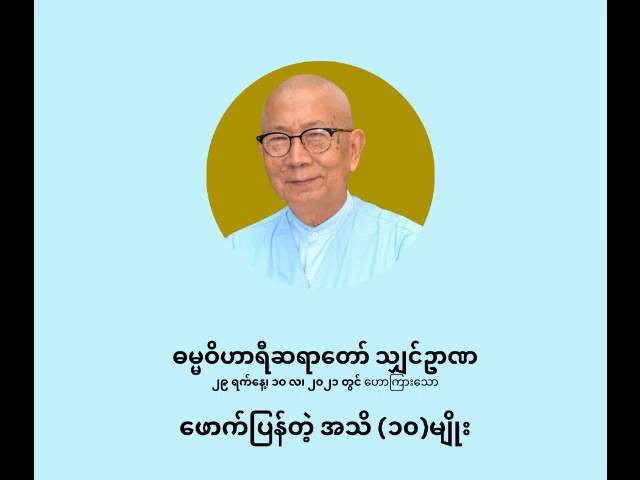 ဓမ္မဝိဟာရီဆရာတော် သျှင်ဥာဏ
၂၉ ရက်နေ့၊ ၁၀ လ၊ ၂၀၂၁ တွင် ဟောကြားသော
ဖောက်ပြန်တဲ့ အသိ (၁၀)မျိုး